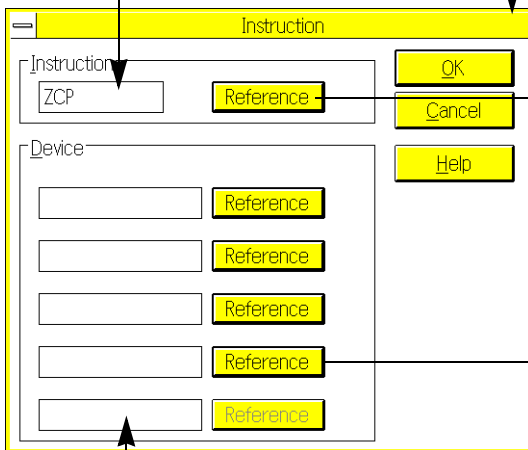 Instruction
Instruction
ZCP
Reference
OK
Cancel
Help
Device
Reference
Reference
Reference
Reference
Reference